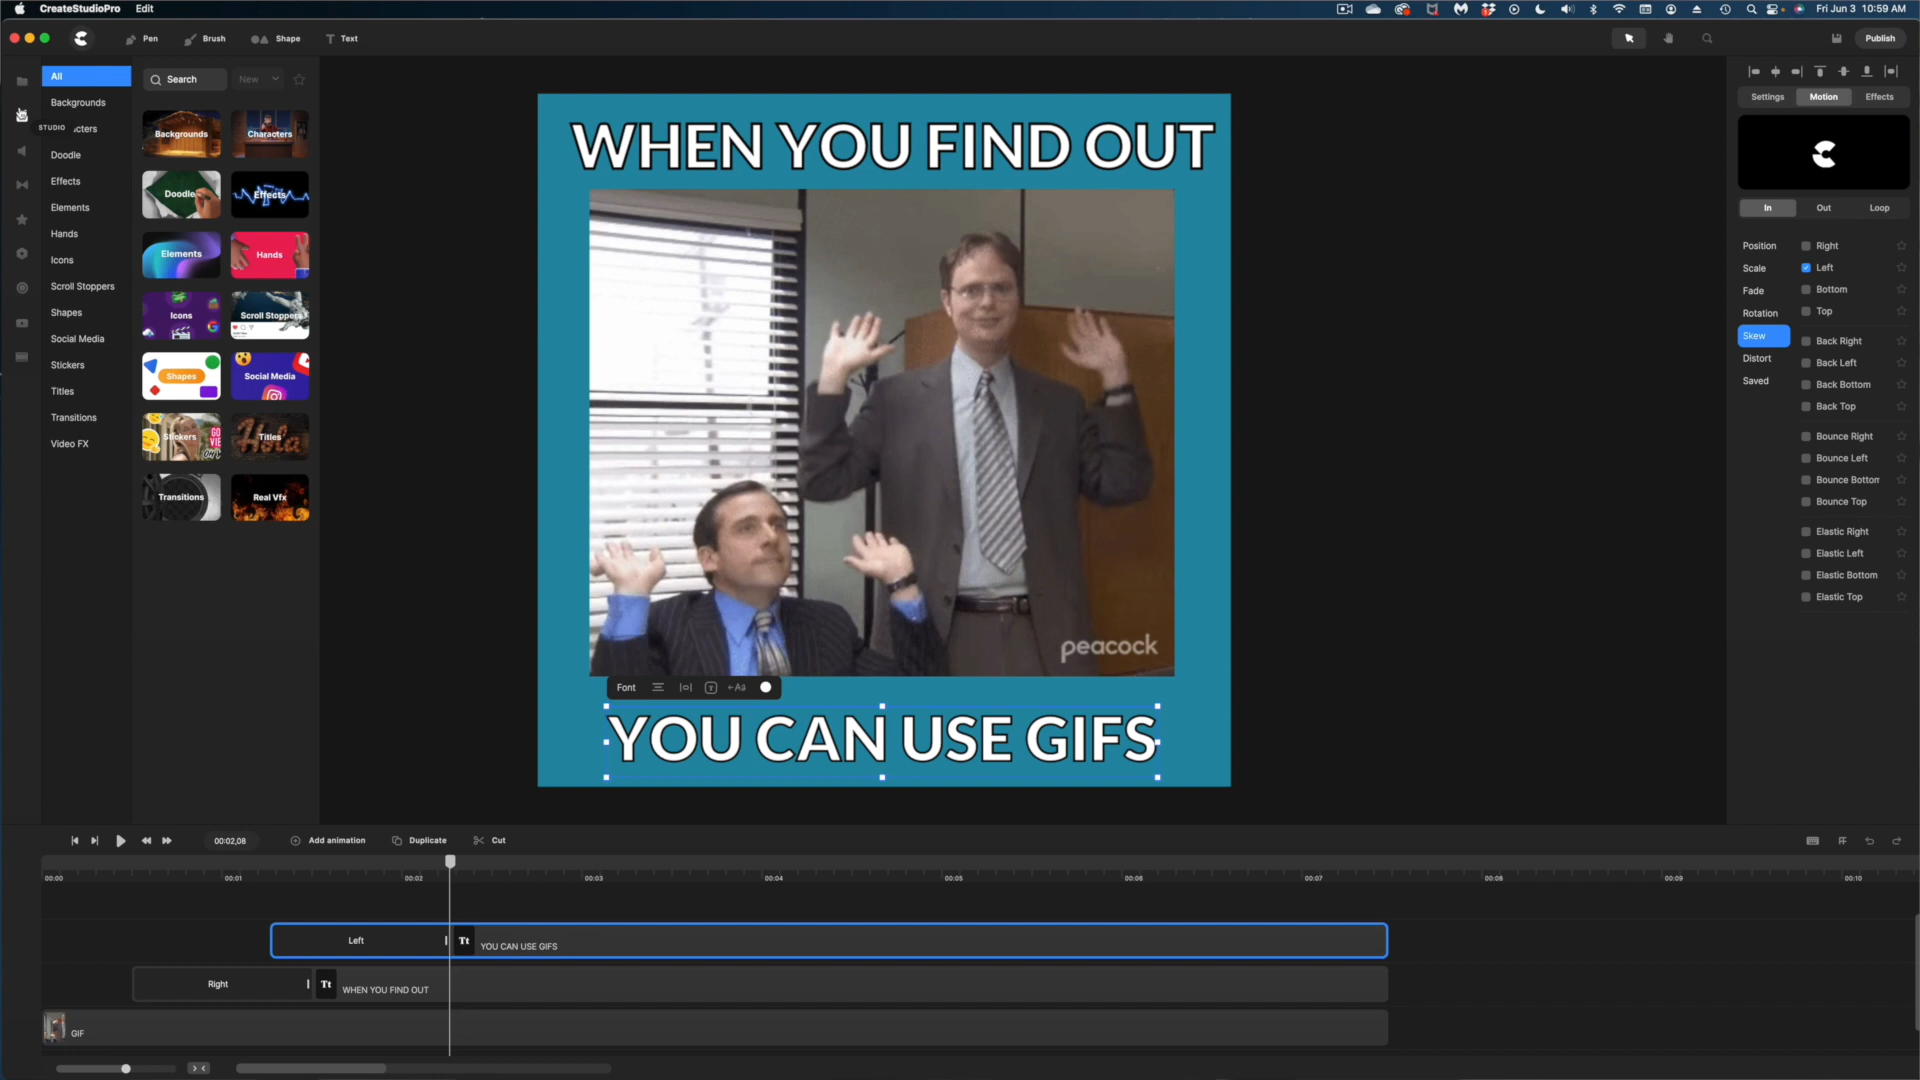 CreateStudioPro Edit
Fri Jun 3 10:59 AM
Pen Brush Shape Text
Publish
All
Backgrounds
STUDIO
cters
Doodle
Effects
Elements
Hands
Icons
Scroll Stoppers
Shapes
Social Media
Stickers
Titles
Transitions
Video FX
Search New
Backgrounds Characters
Doodle Effects
Elements Hands
Icons Scroll Stoppers
Shapes Social Media
Stickers Titles
Transitions Real Vfx
WHEN YOU FIND OUT
peacock
Font
YOU CAN USE GIFS
Settings Motion Effects
In Out Loop
Position
Scale
Fade
Rotation
Skew
Distort
Saved
Right
Left
Bottom
Top
Back Right
Back Left
Back Bottom
Back Top
Bounce Right
Bounce Left
Bounce Bottom
Bounce Top
Elastic Right
Elastic Left
Elastic Bottom
Elastic Top
00:02,08 Add animation Duplicate Cut
00:00 00:01 00:02 00:03 00:04 00:05 00:06 00:07 00:08 00:09 00:10
Left Tt YOU CAN USE GIFS
Right Tt WHEN YOU FIND OUT
GIF